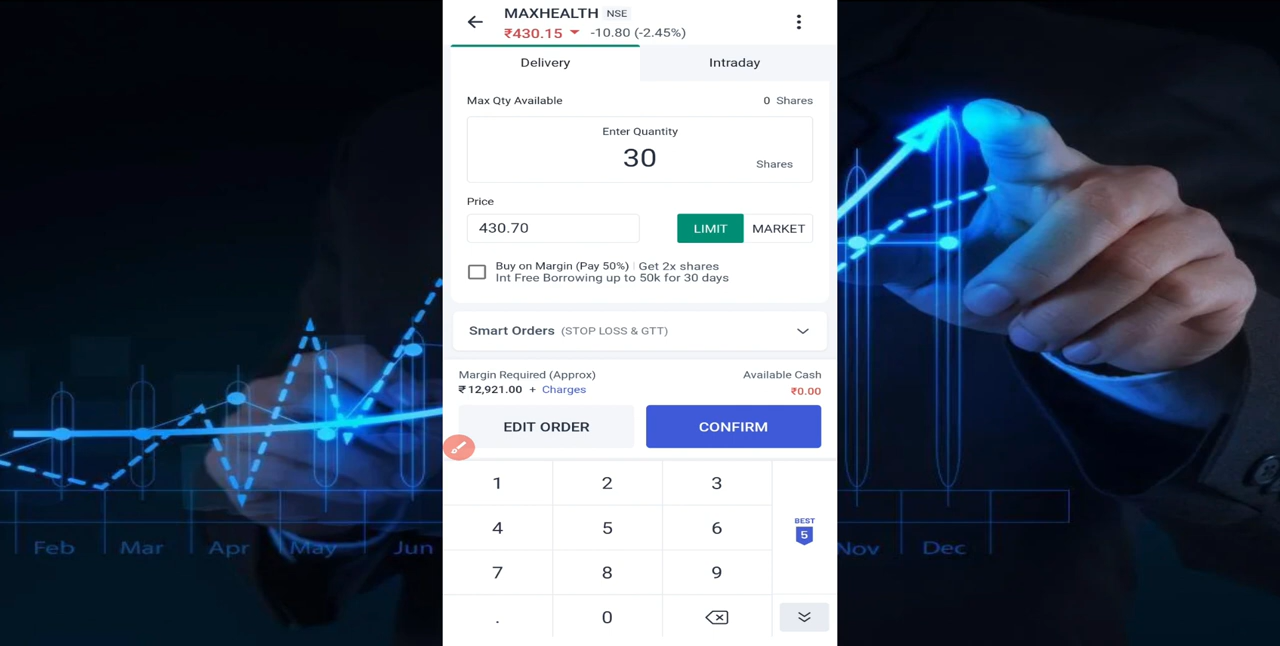 MAXHEALTH NSE
₹430.15 -10.80 (-2.45%)
Delivery Intraday
Max Qty Available 0 Shares
Enter Quantity
30
Shares
Price
430.70 LIMIT MARKET
Buy on Margin (Pay 50%) | Get 2x shares
Int Free Borrowing up to 50k for 30 days
Smart Orders (STOP LOSS & GTT)
Margin Required (Approx) Available Cash
₹12,921.00 + Charges ₹0.00
EDIT ORDER CONFIRM
1 2 3
4 5 6
BEST
5
7 8 9
. 0
Feb Mar Apr May Jun Nov Dec